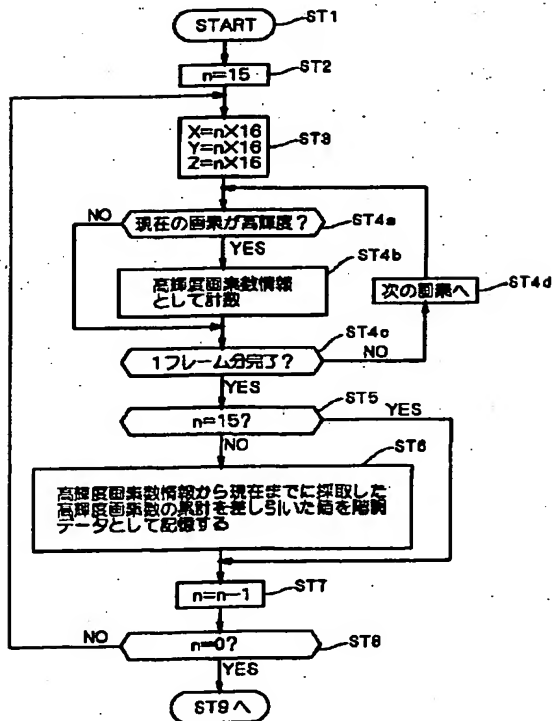 START
ST1
n=15
ST2
X=n×16
Y=n×16
Z=n×16
ST3
NO
現在の画素が高輝度?
ST4a
YES
高輝度画素数情報
として計数
ST4b
次の画素へ
ST4d
1フレーム分完了?
ST4c
NO
YES
n=15?
ST5
YES
NO
ST6
高輝度画素数情報から現在までに採取した
高輝度画素数の累計を差し引いた値を階調
データとして記憶する
n=n-1
ST7
NO
n=0?
ST8
YES
ST9へ